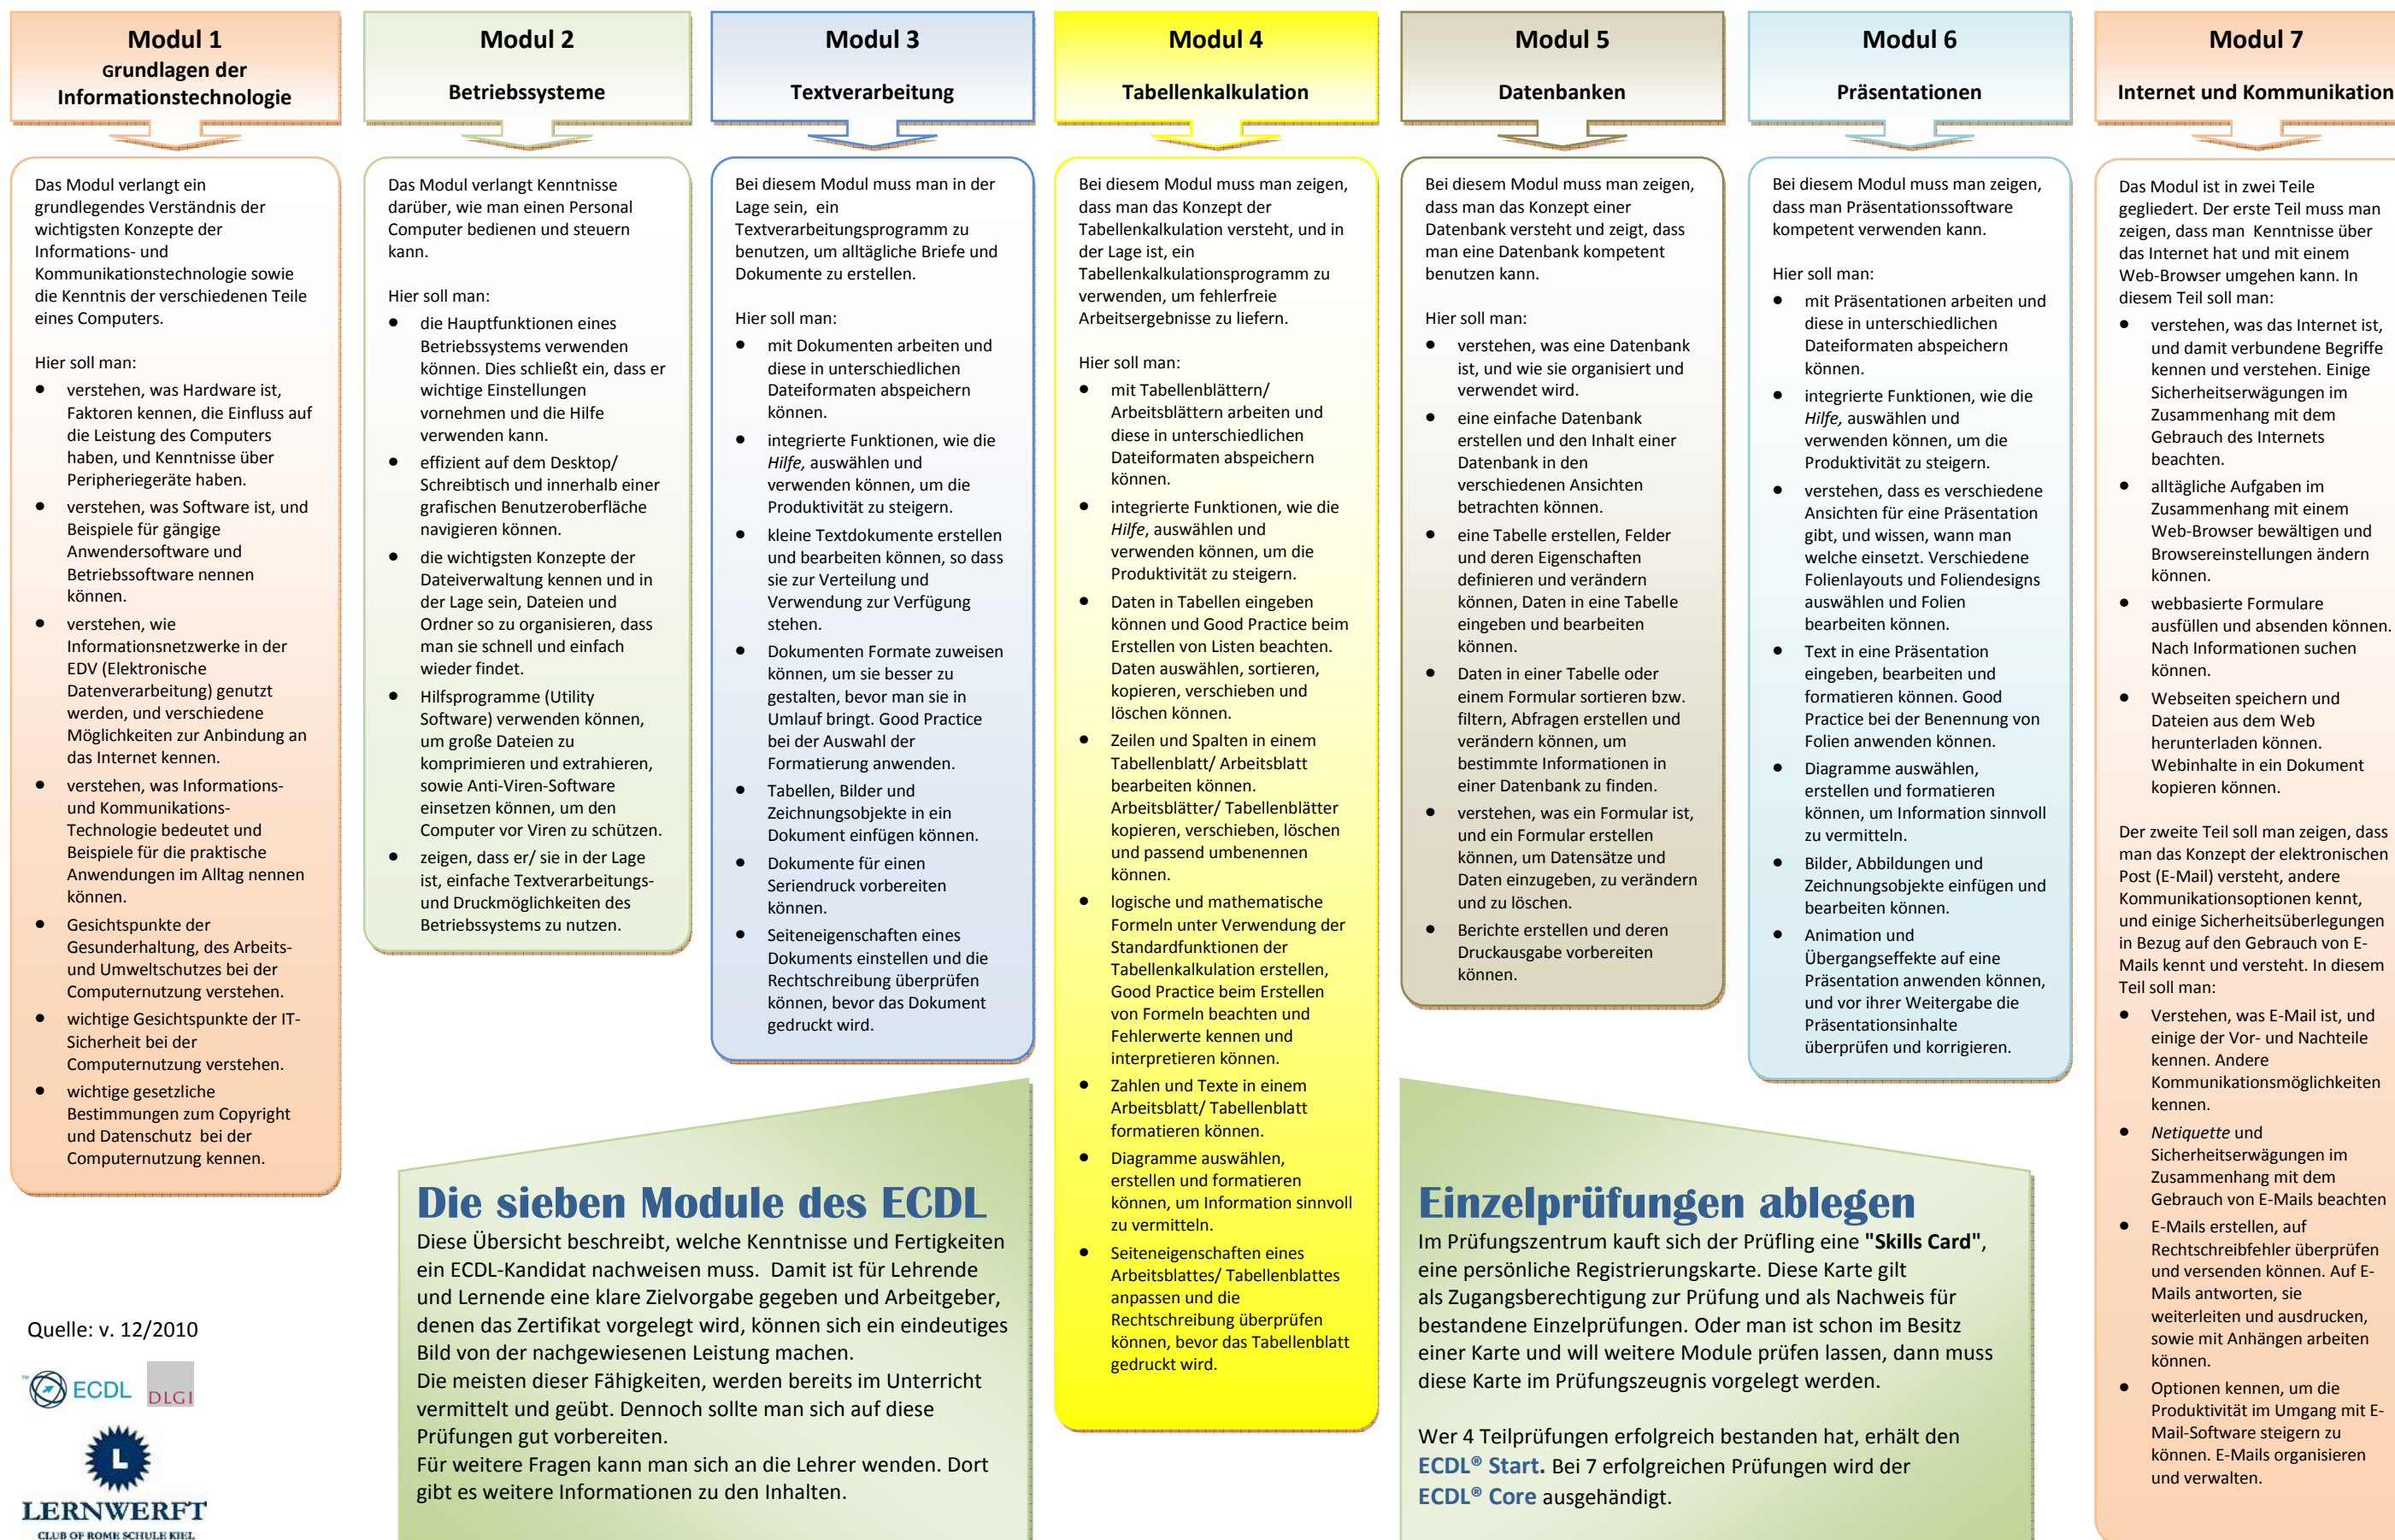 Modul 1
Grundlagen der
Informationstechnologie
Das Modul verlangt ein
grundlegendes Verständnis der
wichtigsten Konzepte der
Informations- und
Kommunikationstechnologie sowie
die Kenntnis der verschiedenen Teile
eines Computers.
Hier soll man:
• verstehen, was Hardware ist,
Faktoren kennen, die Einfluss auf
die Leistung des Computers
haben, und Kenntnisse über
Peripheriegeräte haben.
• verstehen, was Software ist, und
Beispiele für gängige
Anwendersoftware und
Betriebssoftware nennen
können.
• verstehen, wie
Informationsnetzwerke in der
EDV (Elektronische
Datenverarbeitung) genutzt
werden, und verschiedene
Möglichkeiten zur Anbindung an
das Internet kennen.
• verstehen, was Informations-
und Kommunikations-
Technologie bedeutet und
Beispiele für die praktische
Anwendungen im Alltag nennen
können.
• Gesichtspunkte der
Gesunderhaltung, des Arbeits-
und Umweltschutzes bei der
Computernutzung verstehen.
• wichtige Gesichtspunkte der IT-
Sicherheit bei der
Computernutzung verstehen.
• wichtige gesetzliche
Bestimmungen zum Copyright
und Datenschutz bei der
Computernutzung kennen.
Modul 2
Betriebssysteme
Das Modul verlangt Kenntnisse
darüber, wie man einen Personal
Computer bedienen und steuern
kann.
Hier soll man:
• die Hauptfunktionen eines
Betriebssystems verwenden
können. Dies schließt ein, dass er
wichtige Einstellungen
vornehmen und die Hilfe
verwenden kann.
• effizient auf dem Desktop/
Schreibtisch und innerhalb einer
grafischen Benutzeroberfläche
navigieren können.
• die wichtigsten Konzepte der
Dateiverwaltung kennen und in
der Lage sein, Dateien und
Ordner so zu organisieren, dass
man sie schnell und einfach
wieder findet.
• Hilfsprogramme (Utility
Software) verwenden können,
um große Dateien zu
komprimieren und extrahieren,
sowie Anti-Viren-Software
einsetzen können, um den
Computer vor Viren zu schützen.
• zeigen, dass er/ sie in der Lage
ist, einfache Textverarbeitungs-
und Druckmöglichkeiten des
Betriebssystems zu nutzen.
Modul 3
Textverarbeitung
Bei diesem Modul muss man in der
Lage sein, ein
Textverarbeitungsprogramm zu
benutzen, um alltägliche Briefe und
Dokumente zu erstellen.
Hier soll man:
• mit Dokumenten arbeiten und
diese in unterschiedlichen
Dateiformaten abspeichern
können.
• integrierte Funktionen, wie die
Hilfe, auswählen und
verwenden können, um die
Produktivität zu steigern.
• kleine Textdokumente erstellen
und bearbeiten können, so dass
sie zur Verteilung und
Verwendung zur Verfügung
stehen.
• Dokumenten Formate zuweisen
können, um sie besser zu
gestalten, bevor man sie in
Umlauf bringt. Good Practice
bei der Auswahl der
Formatierung anwenden.
• Tabellen, Bilder und
Zeichnungsobjekte in ein
Dokument einfügen können.
• Dokumente für einen
Seriendruck vorbereiten
können.
• Seiteneigenschaften eines
Dokuments einstellen und die
Rechtschreibung überprüfen
können, bevor das Dokument
gedruckt wird.
Modul 4
Tabellenkalkulation
Bei diesem Modul muss man zeigen,
dass man das Konzept der
Tabellenkalkulation versteht, und in
der Lage ist, ein
Tabellenkalkulationsprogramm zu
verwenden, um fehlerfreie
Arbeitsergebnisse zu liefern.
Hier soll man:
• mit Tabellenblättern/
Arbeitsblättern arbeiten und
diese in unterschiedlichen
Dateiformaten abspeichern
können.
• integrierte Funktionen, wie die
Hilfe, auswählen und
verwenden können, um die
Produktivität zu steigern.
• Daten in Tabellen eingeben
können und Good Practice beim
Erstellen von Listen beachten.
Daten auswählen, sortieren,
kopieren, verschieben und
löschen können.
• Zeilen und Spalten in einem
Tabellenblatt/ Arbeitsblatt
bearbeiten können.
Arbeitsblätter/ Tabellenblätter
kopieren, verschieben, löschen
und passend umbenennen
können.
• logische und mathematische
Formeln unter Verwendung der
Standardfunktionen der
Tabellenkalkulation erstellen,
Good Practice beim Erstellen
von Formeln beachten und
Fehlerwerte kennen und
interpretieren können.
• Zahlen und Texte in einem
Arbeitsblatt/ Tabellenblatt
formatieren können.
• Diagramme auswählen,
erstellen und formatieren
können, um Information sinnvoll
zu vermitteln.
• Seiteneigenschaften eines
Arbeitsblattes/ Tabellenblattes
anpassen und die
Rechtschreibung überprüfen
können, bevor das Tabellenblatt
gedruckt wird.
Modul 5
Datenbanken
Bei diesem Modul muss man zeigen,
dass man das Konzept einer
Datenbank versteht und zeigt, dass
man eine Datenbank kompetent
benutzen kann.
Hier soll man:
• verstehen, was eine Datenbank
ist, und wie sie organisiert und
verwendet wird.
• eine einfache Datenbank
erstellen und den Inhalt einer
Datenbank in den
verschiedenen Ansichten
betrachten können.
• eine Tabelle erstellen, Felder
und deren Eigenschaften
definieren und verändern
können, Daten in eine Tabelle
eingeben und bearbeiten
können.
• Daten in einer Tabelle oder
einem Formular sortieren bzw.
filtern, Abfragen erstellen und
verändern können, um
bestimmte Informationen in
einer Datenbank zu finden.
• verstehen, was ein Formular ist,
und ein Formular erstellen
können, um Datensätze und
Daten einzugeben, zu verändern
und zu löschen.
• Berichte erstellen und deren
Druckausgabe vorbereiten
können.
Modul 6
Präsentationen
Bei diesem Modul muss man zeigen,
dass man Präsentationssoftware
kompetent verwenden kann.
Hier soll man:
• mit Präsentationen arbeiten und
diese in unterschiedlichen
Dateiformaten abspeichern
können.
• integrierte Funktionen, wie die
Hilfe, auswählen und
verwenden können, um die
Produktivität zu steigern.
• verstehen, dass es verschiedene
Ansichten für eine Präsentation
gibt, und wissen, wann man
welche einsetzt. Verschiedene
Folienlayouts und Foliendesigns
auswählen und Folien
bearbeiten können.
• Text in eine Präsentation
eingeben, bearbeiten und
formatieren können. Good
Practice bei der Benennung von
Folien anwenden können.
• Diagramme auswählen,
erstellen und formatieren
können, um Information sinnvoll
zu vermitteln.
• Bilder, Abbildungen und
Zeichnungsobjekte einfügen und
bearbeiten können.
• Animation und
Übergangseffekte auf eine
Präsentation anwenden können,
und vor ihrer Weitergabe die
Präsentationsinhalte
überprüfen und korrigieren.
Modul 7
Internet und Kommunikation
Das Modul ist in zwei Teile
gegliedert. Der erste Teil muss man
zeigen, dass man Kenntnisse über
das Internet hat und mit einem
Web-Browser umgehen kann. In
diesem Teil soll man:
• verstehen, was das Internet ist,
und damit verbundene Begriffe
kennen und verstehen. Einige
Sicherheitserwägungen im
Zusammenhang mit dem
Gebrauch des Internets
beachten.
• alltägliche Aufgaben im
Zusammenhang mit einem
Web-Browser bewältigen und
Browsereinstellungen ändern
können.
• webbasierte Formulare
ausfüllen und absenden können.
Nach Informationen suchen
können.
• Webseiten speichern und
Dateien aus dem Web
herunterladen können.
Webinhalte in ein Dokument
kopieren können.
Der zweite Teil soll man zeigen, dass
man das Konzept der elektronischen
Post (E-Mail) versteht, andere
Kommunikationsoptionen kennt,
und einige Sicherheitsüberlegungen
in Bezug auf den Gebrauch von E-
Mails kennt und versteht. In diesem
Teil soll man:
• Verstehen, was E-Mail ist, und
einige der Vor- und Nachteile
kennen. Andere
Kommunikationsmöglichkeiten
kennen.
• Netiquette und
Sicherheitserwägungen im
Zusammenhang mit dem
Gebrauch von E-Mails beachten
• E-Mails erstellen, auf
Rechtschreibfehler überprüfen
und versenden können. Auf E-
Mails antworten, sie
weiterleiten und ausdrucken,
sowie mit Anhängen arbeiten
können.
• Optionen kennen, um die
Produktivität im Umgang mit E-
Mail-Software steigern zu
können. E-Mails organisieren
und verwalten.
Die sieben Module des ECDL
Diese Übersicht beschreibt, welche Kenntnisse und Fertigkeiten
ein ECDL-Kandidat nachweisen muss. Damit ist für Lehrende
und Lernende eine klare Zielvorgabe gegeben und Arbeitgeber,
denen das Zertifikat vorgelegt wird, können sich ein eindeutiges
Bild von der nachgewiesenen Leistung machen.
Die meisten dieser Fähigkeiten, werden bereits im Unterricht
vermittelt und geübt. Dennoch sollte man sich auf diese
Prüfungen gut vorbereiten.
Für weitere Fragen kann man sich an die Lehrer wenden. Dort
gibt es weitere Informationen zu den Inhalten.
Einzelprüfungen ablegen
Im Prüfungszentrum kauft sich der Prüfling eine "Skills Card",
eine persönliche Registrierungskarte. Diese Karte gilt
als Zugangsberechtigung zur Prüfung und als Nachweis für
bestandene Einzelprüfungen. Oder man ist schon im Besitz
einer Karte und will weitere Module prüfen lassen, dann muss
diese Karte im Prüfungszeugnis vorgelegt werden.
Wer 4 Teilprüfungen erfolgreich bestanden hat, erhält den
ECDL® Start. Bei 7 erfolgreichen Prüfungen wird der
ECDL® Core ausgehändigt.
Quelle: v. 12/2010
™ ECDL
DLGI
L
LERNWERFT
CLUB OF ROME SCHULE KIEL